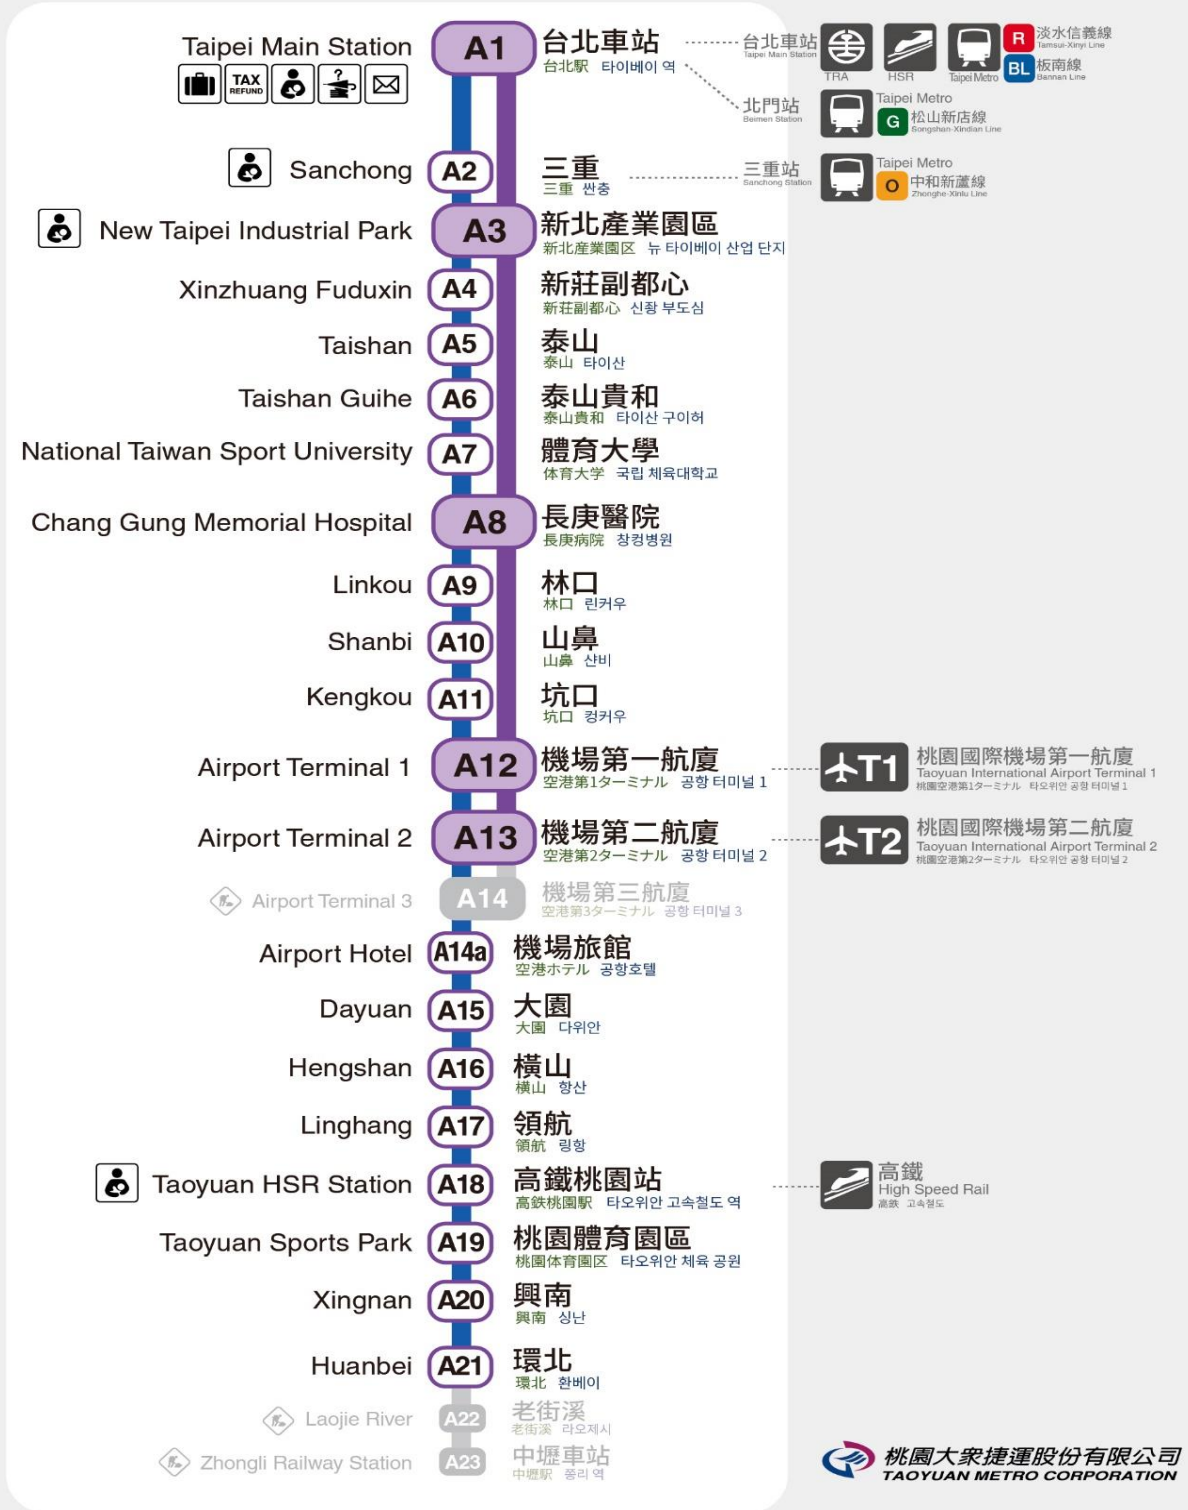 Taipei Main Station A1 台北車站
台北駅 타이베이 역
TAX
REFUND
台北車站
Taipei Main Station
TRA HSR Taipei Metro
R 淡水信義線
Tamsui-Xinyi Line
BL 板南線
Bannan Line
北門站
Beimen Station
Taipei Metro
G 松山新店線
Songshan-Xindian Line
Sanchong A2 三重
三重 싼충
三重站
Sanchong Station
Taipei Metro
O 中和新蘆線
Zhonghe-Xinlu Line
New Taipei Industrial Park A3 新北產業園區
新北産業園区 뉴 타이베이 산업 단지
Xinzhuang Fuduxin A4 新莊副都心
新荘副都心 신좡 부도심
Taishan A5 泰山
泰山 타이산
Taishan Guihe A6 泰山貴和
泰山貴和 타이산 구이허
National Taiwan Sport University A7 體育大學
体育大学 국립 체육대학교
Chang Gung Memorial Hospital A8 長庚醫院
長庚病院 창겅병원
Linkou A9 林口
林口 린커우
Shanbi A10 山鼻
山鼻 샨비
Kengkou A11 坑口
坑口 컹커우
Airport Terminal 1 A12 機場第一航廈
空港第1ターミナル 공항 터미널 1
T1 桃園國際機場第一航廈
Taoyuan International Airport Terminal 1
桃園空港第1ターミナル 타오위안 공항 터미널 1
Airport Terminal 2 A13 機場第二航廈
空港第2ターミナル 공항 터미널 2
T2 桃園國際機場第二航廈
Taoyuan International Airport Terminal 2
桃園空港第2ターミナル 타오위안 공항 터미널 2
Airport Terminal 3 A14 機場第三航廈
空港第3ターミナル 공항 터미널 3
Airport Hotel A14a 機場旅館
空港ホテル 공항호텔
Dayuan A15 大園
大園 다위안
Hengshan A16 橫山
横山 항산
Linghang A17 領航
領航 링항
Taoyuan HSR Station A18 高鐵桃園站
高鉄桃園駅 타오위안 고속철도 역
高鐵
High Speed Rail
高鉄 고속철도
Taoyuan Sports Park A19 桃園體育園區
桃園体育園区 타오위안 체육 공원
Xingnan A20 興南
興南 싱난
Huanbei A21 環北
環北 환베이
Laojie River A22 老街溪
老街溪 라오제시
Zhongli Railway Station A23 中壢車站
中壢駅 쭝리 역
桃園大眾捷運股份有限公司
TAOYUAN METRO CORPORATION